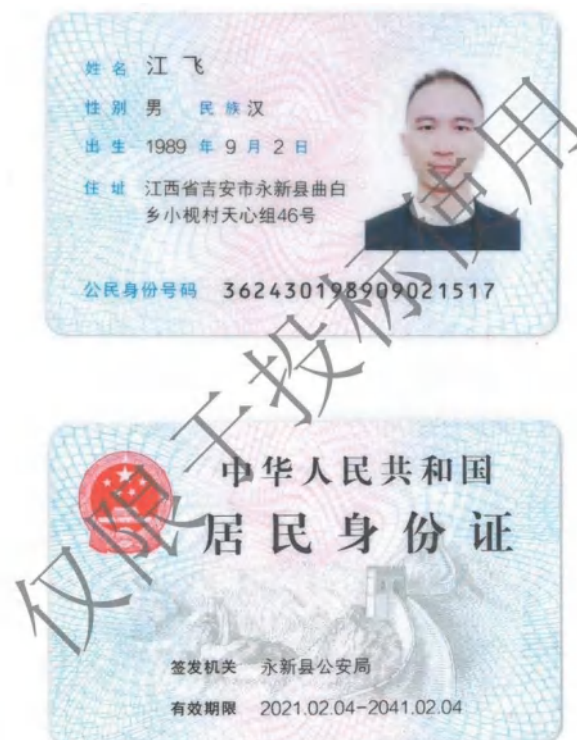 姓名 江飞
性别 男 民族 汉
出生 1989 年 9 月 2 日
住址 江西省吉安市永新县曲白
乡小枧村天心组46号
公民身份号码 362430198909021517
中华人民共和国
居民身份证
签发机关 永新县公安局
有效期限 2021.02.04-2041.02.04
仅限于投标使用